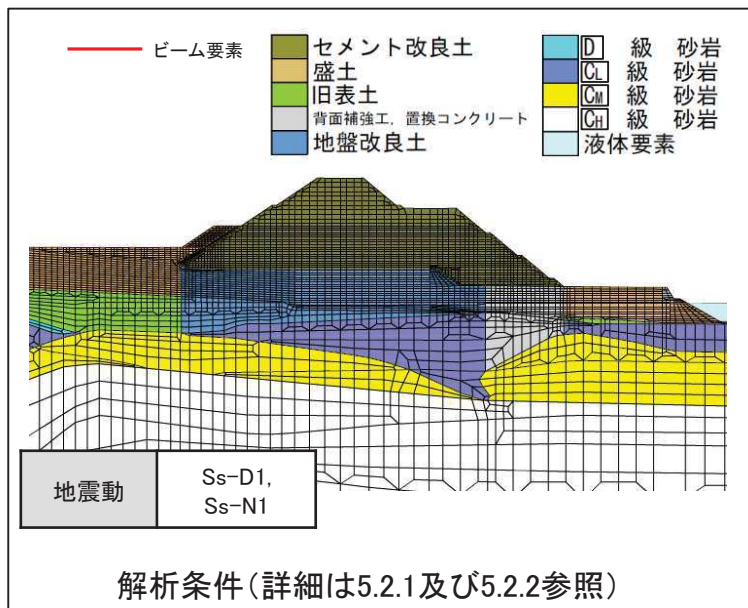 ビーム要素
セメント改良土
盛土
旧表土
背面補強工，置換コンクリート
地盤改良土
D 級 砂岩
CL 級 砂岩
CM 級 砂岩
CH 級 砂岩
液体要素
地震動
Ss-D1,
Ss-N1
解析条件(詳細は5.2.1及び5.2.2参照)